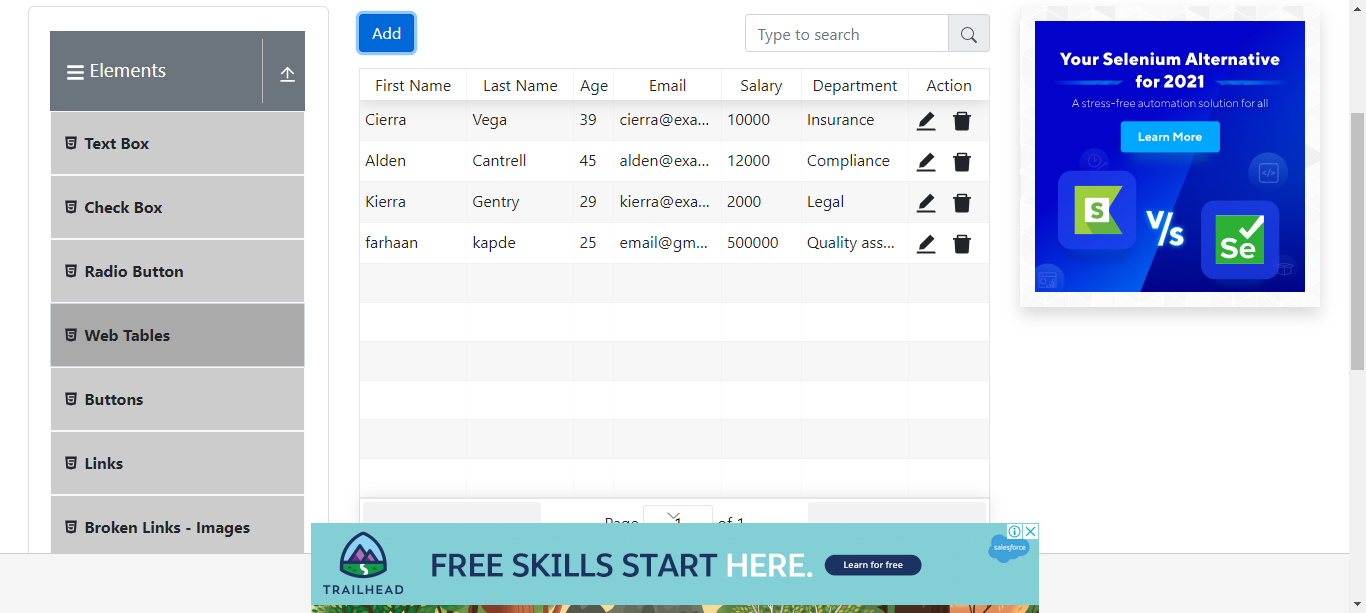 Elements
Text Box
Check Box
Radio Button
Web Tables
Buttons
Links
Broken Links - Images
Add
Type to search
First Name Last Name Age Email Salary Department Action
Cierra Vega 39 cierra@exa... 10000 Insurance
Alden Cantrell 45 alden@exa... 12000 Compliance
Kierra Gentry 29 kierra@exa... 2000 Legal
farhaan kapde 25 email@gm... 500000 Quality ass...
Page 1 of 1
Your Selenium Alternative
for 2021
A stress-free automation solution for all
Learn More
S
V/s
Se
TRAILHEAD
FREE SKILLS START HERE.
Learn for free
salesforce